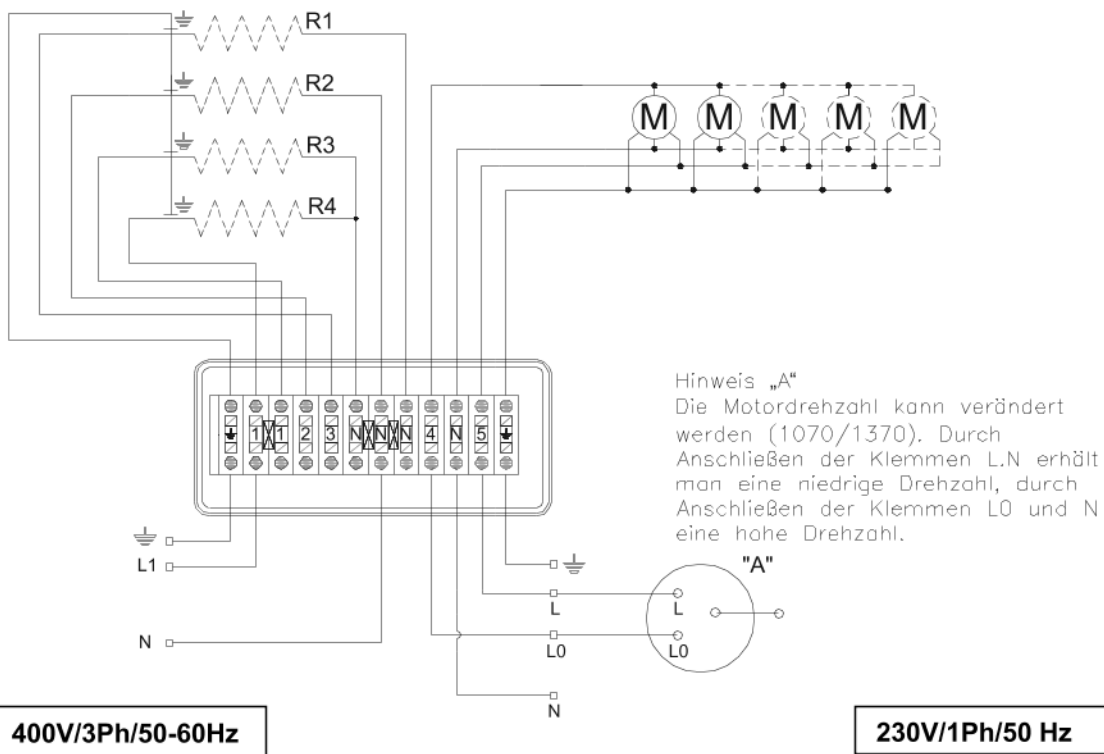 R1
R2
R3
R4
M M M M M
1 1 2 3 N N N 4 N 5
Hinweis „A“
Die Motordrehzahl kann verändert
werden (1070/1370). Durch
Anschließen der Klemmen L.N erhält
man eine niedrige Drehzahl, durch
Anschließen der Klemmen L0 und N
eine hohe Drehzahl.
"A"
L1
N
L L
L0 L0
N
400V/3Ph/50-60Hz
230V/1Ph/50 Hz